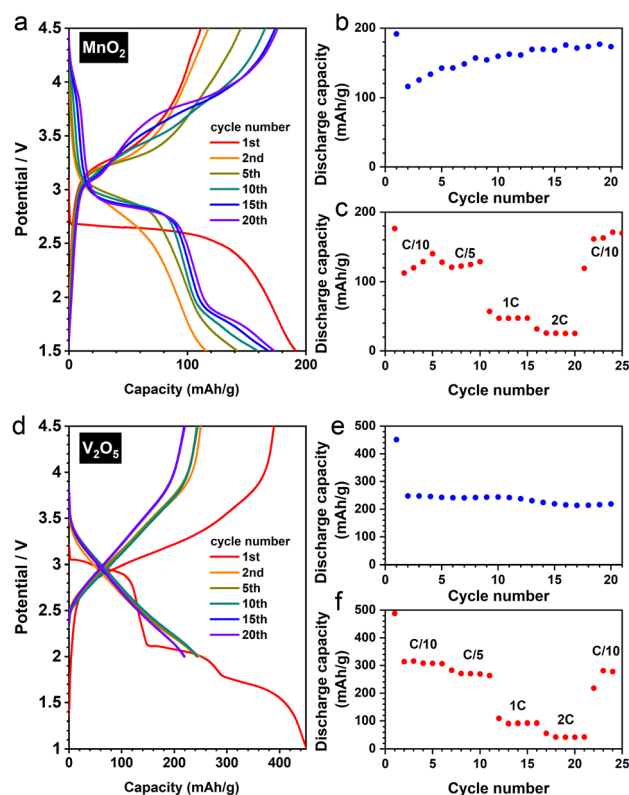 a
MnO2
4.5
4
3.5
3
2.5
2
1.5
Potential / V
0
100
200
Capacity (mAh/g)
cycle number
1st
2nd
5th
10th
15th
20th
b
200
100
0
Discharge capacity
(mAh/g)
0
5
10
15
20
Cycle number
c
200
100
0
Discharge capacity
(mAh/g)
C/10
C/5
1C
2C
C/10
0
5
10
15
20
25
Cycle number
d
V2O5
4.5
4
3.5
3
2.5
2
1.5
1
Potential / V
0
100
200
300
400
Capacity (mAh/g)
cycle number
1st
2nd
5th
10th
15th
20th
e
500
400
300
200
100
0
Discharge capacity
(mAh/g)
0
5
10
15
20
Cycle number
f
500
400
300
200
100
0
Discharge capacity
(mAh/g)
C/10
C/5
1C
2C
C/10
0
5
10
15
20
25
Cycle number